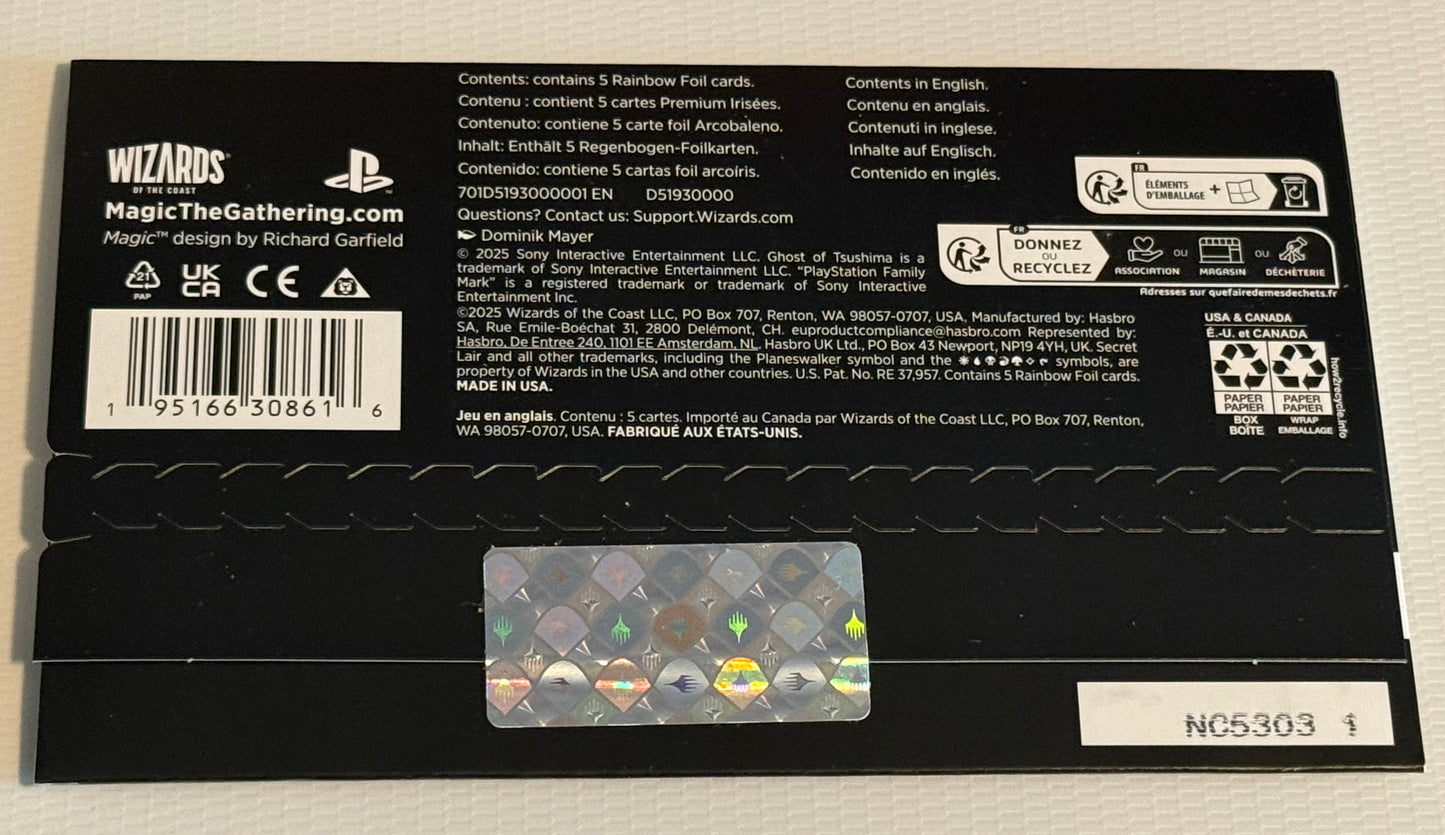 WIZARDS®
OF THE COAST
MagicTheGathering.com
Magic™ design by Richard Garfield
21
PAP
UK
CA
CE
1 95166 30861 6
Contents: contains 5 Rainbow Foil cards.
Contenu : contient 5 cartes Premium Irisées.
Contenuto: contiene 5 carte foil Arcobaleno.
Inhalt: Enthält 5 Regenbogen-Foilkarten.
Contenido: contiene 5 cartas foil arcoíris.
701D5193000001 EN D51930000
Questions? Contact us: Support.Wizards.com
Dominik Mayer
© 2025 Sony Interactive Entertainment LLC. Ghost of Tsushima is a
trademark of Sony Interactive Entertainment LLC. "PlayStation Family
Mark" is a registered trademark or trademark of Sony Interactive
Entertainment Inc.
©2025 Wizards of the Coast LLC, PO Box 707, Renton, WA 98057-0707, USA. Manufactured by: Hasbro
SA, Rue Emile-Boéchat 31, 2800 Delémont, CH. euproductcompliance@hasbro.com Represented by:
Hasbro, De Entree 240, 1101 EE Amsterdam, NL. Hasbro UK Ltd., PO Box 43 Newport, NP19 4YH, UK. Secret
Lair and all other trademarks, including the Planeswalker symbol and the symbols, are
property of Wizards in the USA and other countries. U.S. Pat. No. RE 37,957. Contains 5 Rainbow Foil cards.
MADE IN USA.
Jeu en anglais. Contenu : 5 cartes. Importé au Canada par Wizards of the Coast LLC, PO Box 707, Renton,
WA 98057-0707, USA. FABRIQUÉ AUX ÉTATS-UNIS.
Contents in English.
Contenu en anglais.
Contenuti in inglese.
Inhalte auf Englisch.
Contenido en inglés.
FR
ÉLÉMENTS
D'EMBALLAGE +
FR
DONNEZ
OU
RECYCLEZ
ASSOCIATION OU MAGASIN OU DÉCHÈTERIE
Adresses sur quefairedemesdechets.fr
USA & CANADA
É.-U. et CANADA
PAPER PAPER
PAPIER PAPIER
BOX WRAP
BOÎTE EMBALLAGE
how2recycle.info
NC5303 1